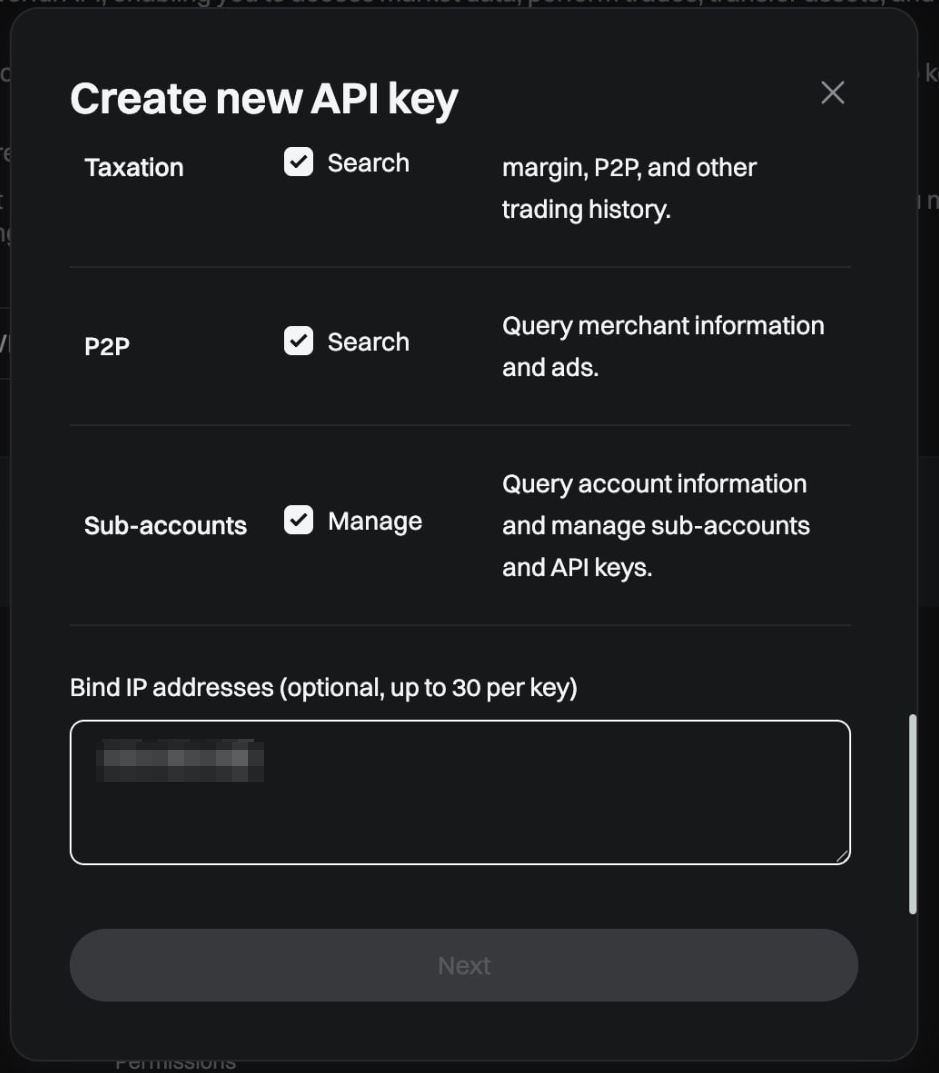 Create new API key
Taxation
Search
margin, P2P, and other
trading history.
P2P
Search
Query merchant information
and ads.
Sub-accounts
Manage
Query account information
and manage sub-accounts
and API keys.
Bind IP addresses (optional, up to 30 per key)
Next
Permissions